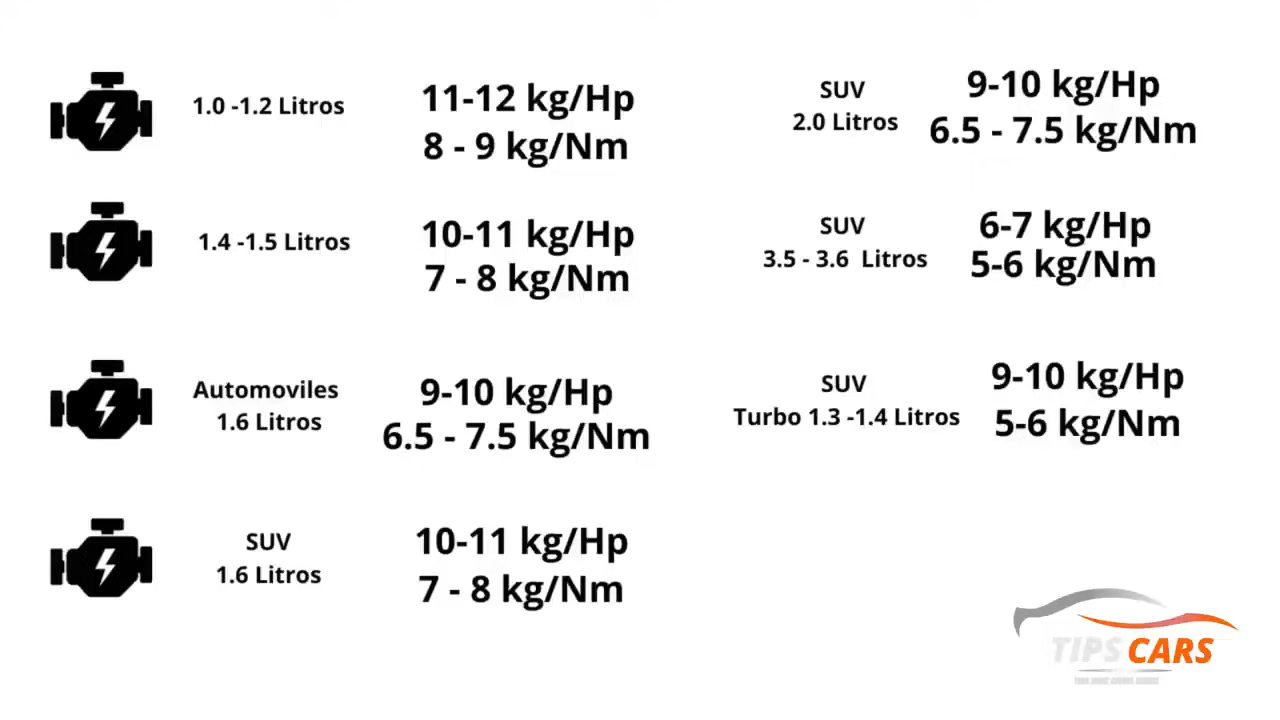 1.0 -1.2 Litros
11-12 kg/Hp
8 - 9 kg/Nm
1.4 -1.5 Litros
10-11 kg/Hp
7 - 8 kg/Nm
Automoviles
1.6 Litros
9-10 kg/Hp
6.5 - 7.5 kg/Nm
SUV
1.6 Litros
10-11 kg/Hp
7 - 8 kg/Nm
SUV
2.0 Litros
9-10 kg/Hp
6.5 - 7.5 kg/Nm
SUV
3.5 - 3.6 Litros
6-7 kg/Hp
5-6 kg/Nm
SUV
Turbo 1.3 -1.4 Litros
9-10 kg/Hp
5-6 kg/Nm
TIPS CARS